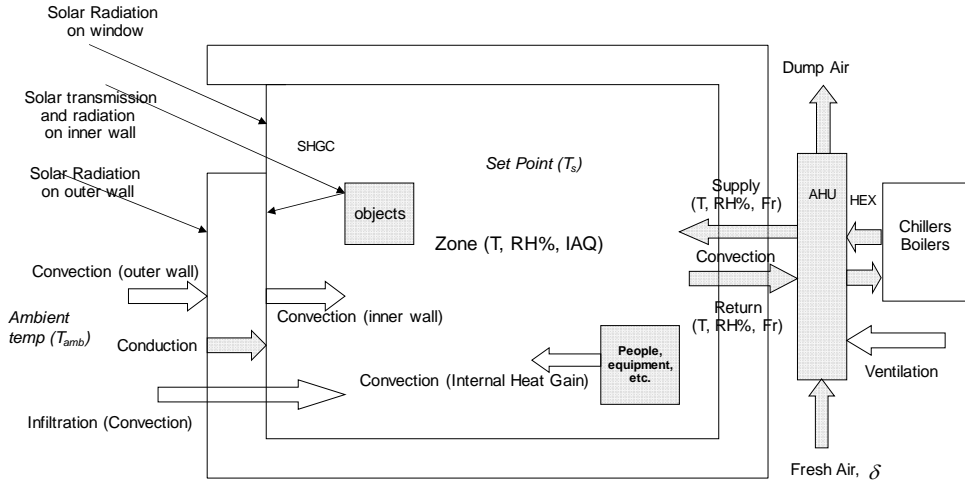 Solar Radiation
on window
Solar transmission
and radiation
on inner wall
Solar Radiation
on outer wall
SHGC
objects
Set Point (Ts)
Zone (T, RH%, IAQ)
Convection (outer wall)
Ambient
temp (Tamb)
Conduction
Convection (inner wall)
Infiltration (Convection)
Convection (Internal Heat Gain)
People,
equipment,
etc.
Supply
(T, RH%, Fr)
Convection
Return
(T, RH%, Fr)
Dump Air
AHU
HEX
Chillers
Boilers
Ventilation
Fresh Air, δ